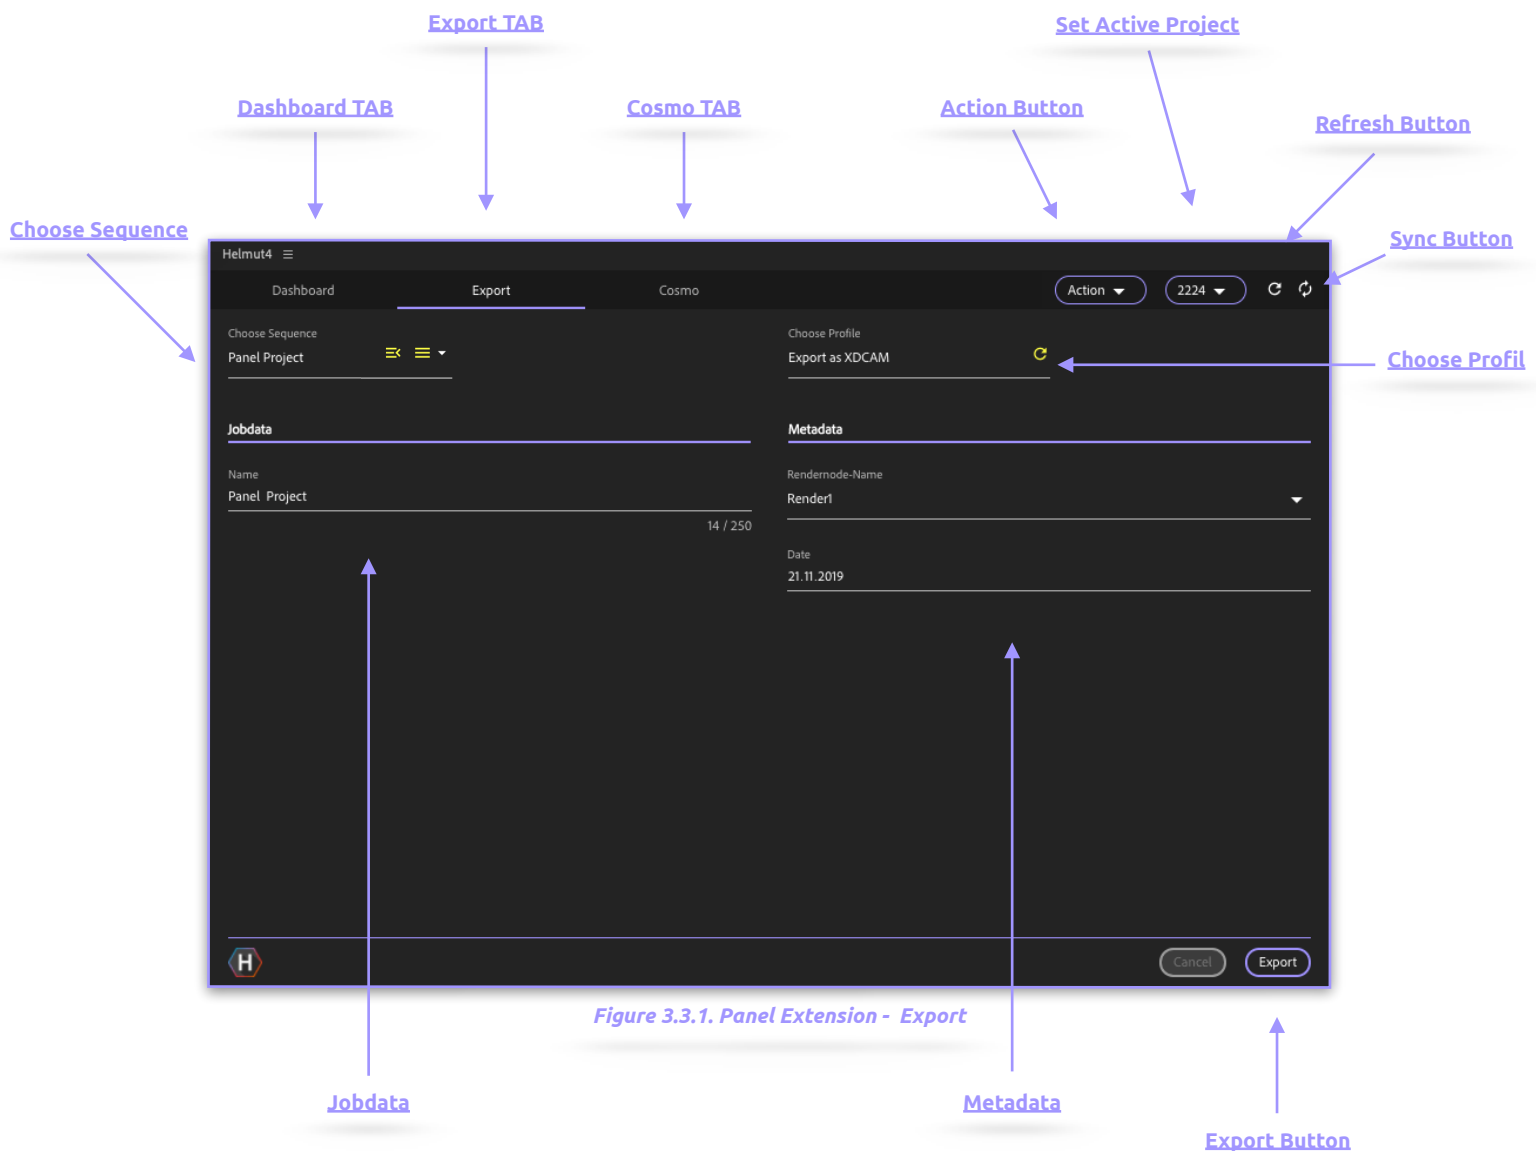 Export TAB
Set Active Project
Dashboard TAB
Cosmo TAB
Action Button
Refresh Button
Choose Sequence
Sync Button
Helmut4
Dashboard
Export
Cosmo
Action
2224
Choose Sequence
Panel Project
Choose Profile
Export as XDCAM
Choose Profil
Jobdata
Metadata
Name
Panel Project
14 / 250
Rendernode-Name
Render1
Date
21.11.2019
H
Cancel
Export
Figure 3.3.1. Panel Extension - Export
Jobdata
Metadata
Export Button